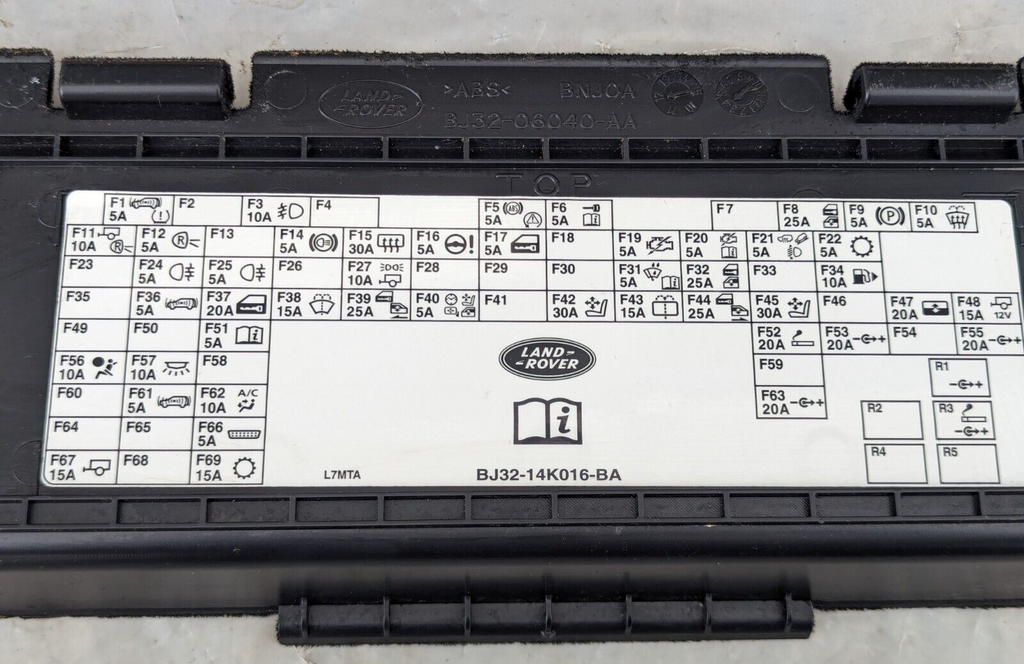 LAND-
-ROVER
>ABS<
BNJOA
BJ32-06040-AA
TOP
F1 5A F2 F3 10A F4 F5 5A (ABS) F6 5A F7 F8 25A F9 5A (P) F10 5A
F11 10A R F12 5A R F13 F14 5A F15 30A F16 5A ! F17 5A F18 F19 5A F20 5A i F21 5A F22 5A
F23 F24 5A F25 5A F26 F27 10A F28 F29 F30 F31 5A i F32 25A F33 F34 10A
F35 F36 5A F37 20A F38 15A F39 25A F40 5A F41 F42 30A F43 15A F44 25A F45 30A F46 F47 20A F48 15A 12V
F49 F50 F51 5A i F52 20A F53 20A F54 F55 20A
F56 10A F57 10A F58 F59 R1
F60 F61 5A F62 10A A/C F63 20A R2 R3
F64 F65 F66 5A R4 R5
F67 15A F68 F69 15A
LAND-
-ROVER
i
L7MTA
BJ32-14K016-BA